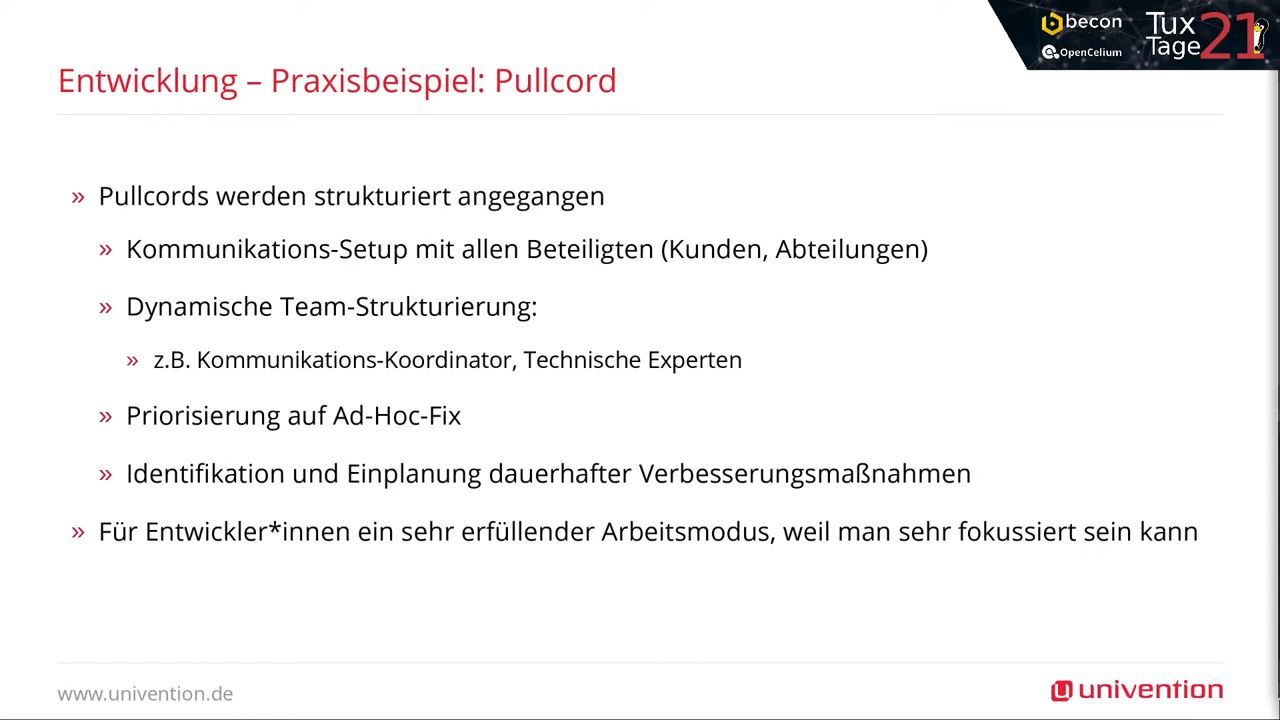 becon
OpenCelium
Tux
Tage 21
Entwicklung – Praxisbeispiel: Pullcord
» Pullcords werden strukturiert angegangen
» Kommunikations-Setup mit allen Beteiligten (Kunden, Abteilungen)
» Dynamische Team-Strukturierung:
» z.B. Kommunikations-Koordinator, Technische Experten
» Priorisierung auf Ad-Hoc-Fix
» Identifikation und Einplanung dauerhafter Verbesserungsmaßnahmen
» Für Entwickler*innen ein sehr erfüllender Arbeitsmodus, weil man sehr fokussiert sein kann
www.univention.de
univention